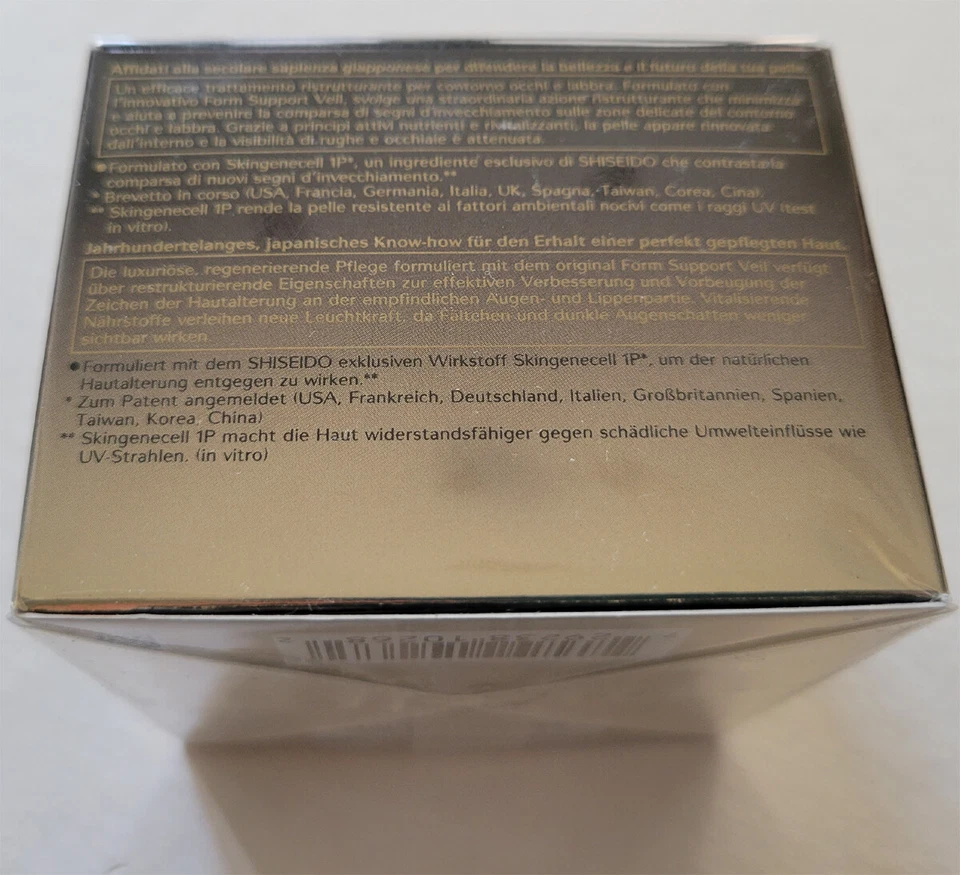 Affidati alla secolare sapienza giapponese per difendere la bellezza e il futuro della tua pelle.
Un efficace trattamento ristrutturante per contorno occhi e labbra. Formulato con
l'innovativo Form Support Veil, svolge una straordinaria azione ristrutturante che minimizza
e aiuta a prevenire la comparsa di segni d'invecchiamento sulle zone delicate del contorno
occhi e labbra. Grazie a principi attivi nutrienti e rivitalizzanti, la pelle appare rinnovata
dall'interno e la visibilità di rughe e occhiaie è attenuata.
●Formulato con Skingenecell 1P*, un ingrediente esclusivo di SHISEIDO che contrasta la
comparsa di nuovi segni d'invecchiamento.**
* Brevetto in corso (USA, Francia, Germania, Italia, UK, Spagna, Taiwan, Corea, Cina).
** Skingenecell 1P rende la pelle resistente ai fattori ambientali nocivi come i raggi UV (test
in vitro).
Jahrhundertelanges, japanisches Know-how für den Erhalt einer perfekt gepflegten Haut.
Die luxuriöse, regenerierende Pflege formuliert mit dem original Form Support Veil verfügt
über restrukturierende Eigenschaften zur effektiven Verbesserung und Vorbeugung der
Zeichen der Hautalterung an der empfindlichen Augen- und Lippenpartie. Vitalisierende
Nährstoffe verleihen neue Leuchtkraft, da Fältchen und dunkle Augenschatten weniger
sichtbar wirken.
●Formuliert mit dem SHISEIDO exklusiven Wirkstoff Skingenecell 1P*, um der natürlichen
Hautalterung entgegen zu wirken.**
* Zum Patent angemeldet (USA, Frankreich, Deutschland, Italien, Großbritannien, Spanien,
Taiwan, Korea, China)
** Skingenecell 1P macht die Haut widerstandsfähiger gegen schädliche Umwelteinflüsse wie
UV-Strahlen. (in vitro)